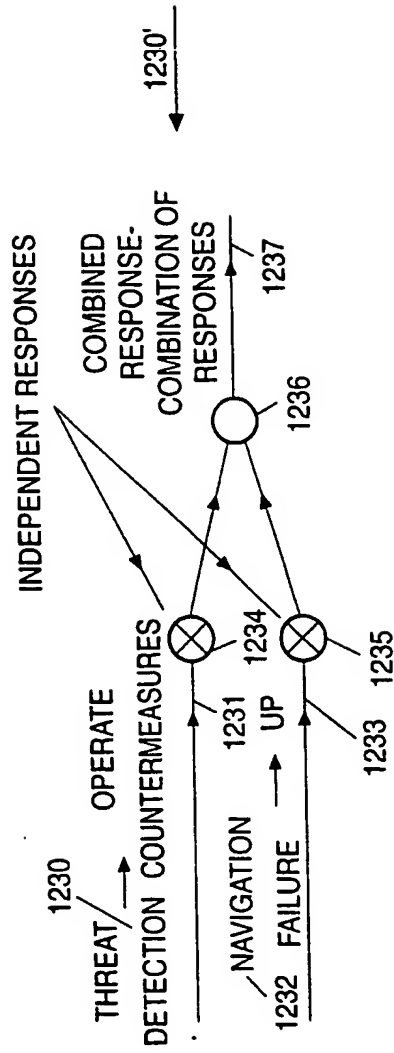 INDEPENDENT RESPONSES
1230
THREAT → OPERATE
DETECTION COUNTERMEASURES
1231
1234
NAVIGATION → UP
1232 FAILURE
1233
1235
COMBINED
RESPONSE-
COMBINATION OF
RESPONSES
1237
1236
1230'